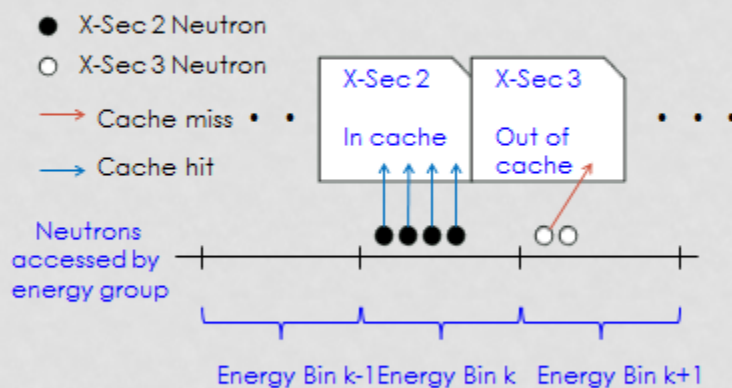 X-Sec 2 Neutron
X-Sec 3 Neutron
Cache miss
Cache hit
X-Sec 2
In cache
X-Sec 3
Out of
cache
Neutrons
accessed by
energy group
Energy Bin k-1
Energy Bin k
Energy Bin k+1